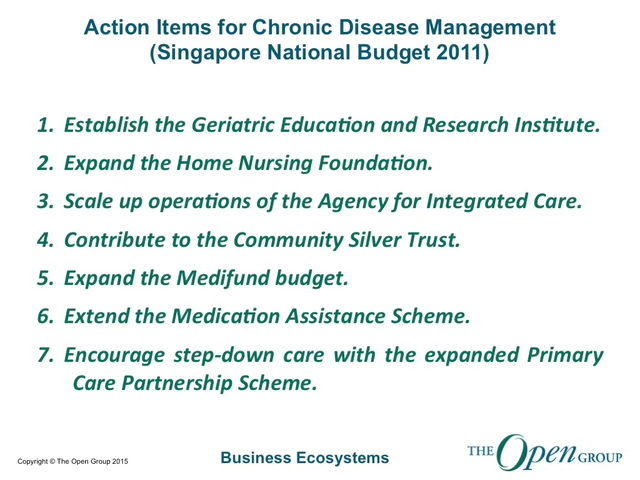 Action Items for Chronic Disease Management
(Singapore National Budget 2011)
1. Establish the Geriatric Education and Research Institute.
2. Expand the Home Nursing Foundation.
3. Scale up operations of the Agency for Integrated Care.
4. Contribute to the Community Silver Trust.
5. Expand the Medifund budget.
6. Extend the Medication Assistance Scheme.
7. Encourage step-down care with the expanded Primary
Care Partnership Scheme.
Copyright © The Open Group 2015
Business Ecosystems
THE Open GROUP